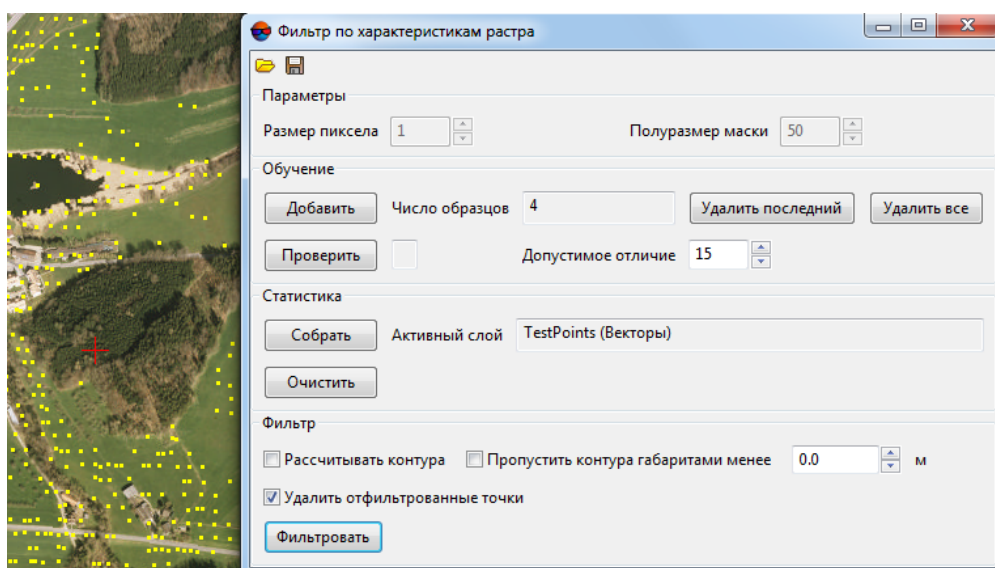 Фильтр по характеристикам растра
Параметры
Размер пиксела 1 Полуразмер маски 50
Обучение
Добавить Число образцов 4 Удалить последний Удалить все
Проверить Допустимое отличие 15
Статистика
Собрать Активный слой TestPoints (Векторы)
Очистить
Фильтр
Рассчитывать контура Пропустить контура габаритами менее 0.0 м
Удалить отфильтрованные точки
Фильтровать